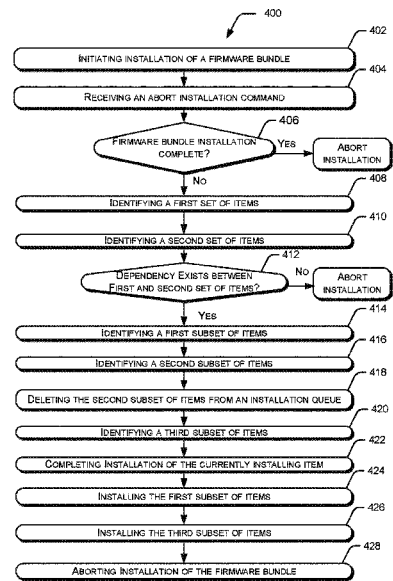 400
402
INITIATING INSTALLATION OF A FIRMWARE BUNDLE
404
RECEIVING AN ABORT INSTALLATION COMMAND
406
FIRMWARE BUNDLE INSTALLATION
COMPLETE?
YES
ABORT
INSTALLATION
NO
408
IDENTIFYING A FIRST SET OF ITEMS
410
IDENTIFYING A SECOND SET OF ITEMS
412
DEPENDENCY EXISTS BETWEEN
FIRST AND SECOND SET OF ITEMS?
NO
ABORT
INSTALLATION
YES
414
IDENTIFYING A FIRST SUBSET OF ITEMS
416
IDENTIFYING A SECOND SUBSET OF ITEMS
418
DELETING THE SECOND SUBSET OF ITEMS FROM AN INSTALLATION QUEUE
420
IDENTIFYING A THIRD SUBSET OF ITEMS
422
COMPLETING INSTALLATION OF THE CURRENTLY INSTALLING ITEM
424
INSTALLING THE FIRST SUBSET OF ITEMS
426
INSTALLING THE THIRD SUBSET OF ITEMS
428
ABORTING INSTALLATION OF THE FIRMWARE BUNDLE